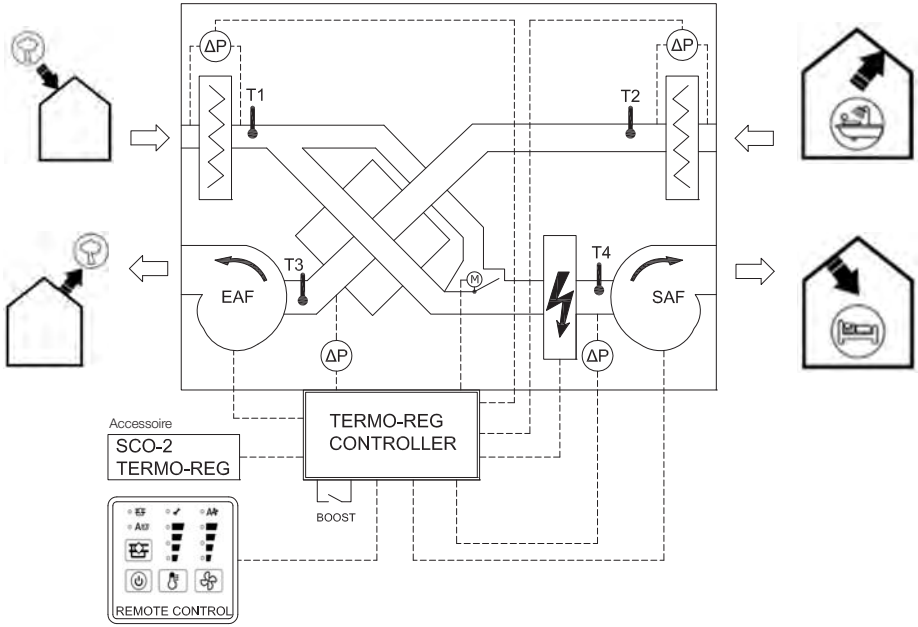 ΔP
ΔP
T1
T2
T3
T4
M
EAF
SAF
ΔP
ΔP
TERMO-REG
CONTROLLER
Accessoire
SCO-2
TERMO-REG
BOOST
A
A
REMOTE CONTROL